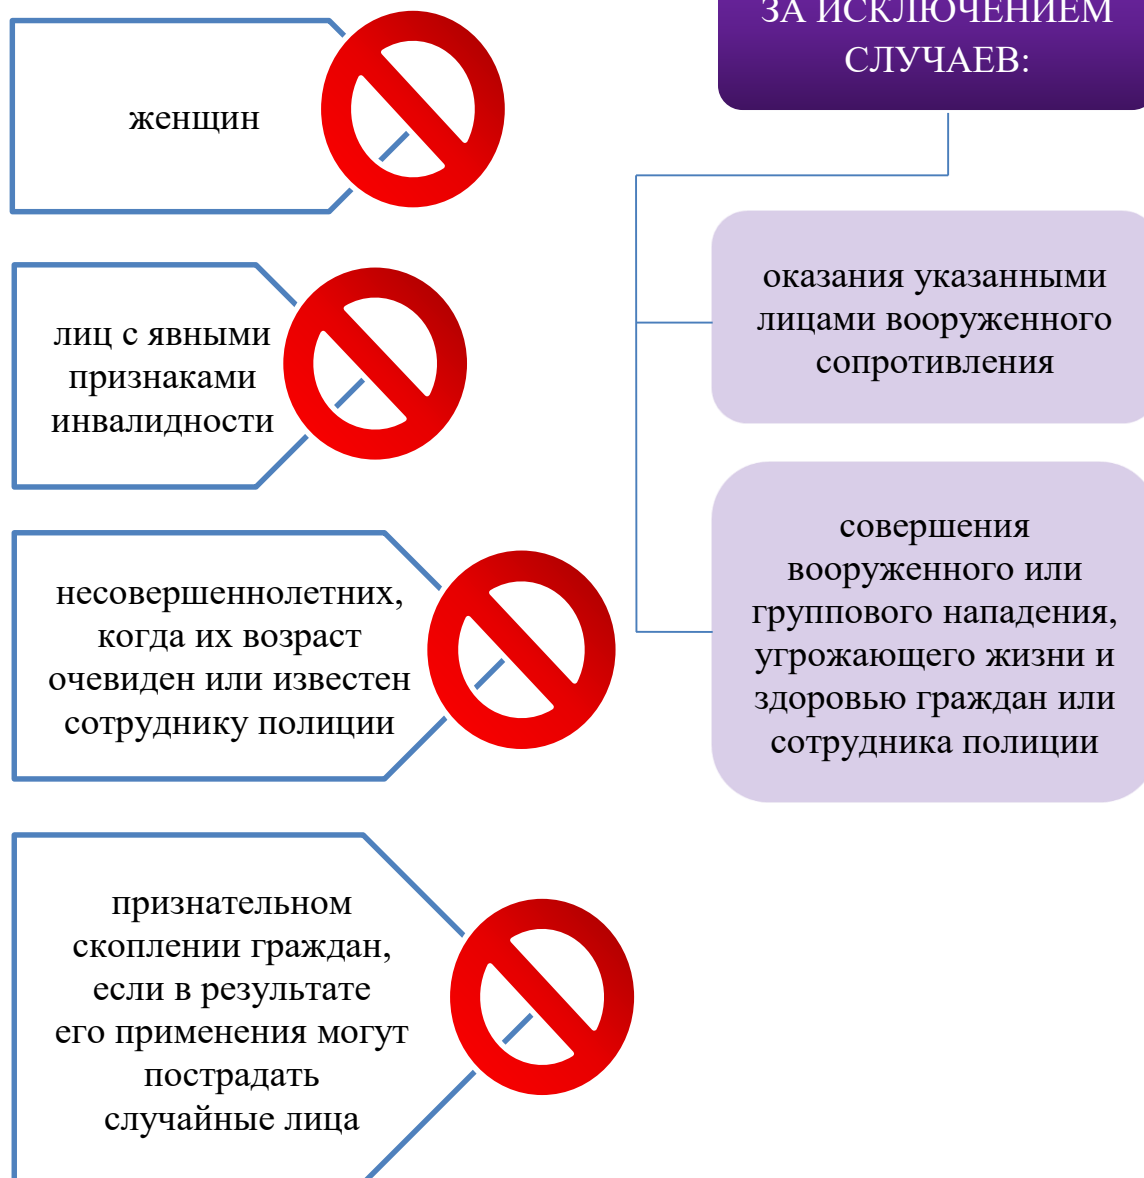 женщин
лиц с явными
признаками
инвалидности
несовершеннолетних,
когда их возраст
очевиден или известен
сотруднику полиции
признательном
скоплении граждан,
если в результате
его применения могут
пострадать
случайные лица
ЗА ИСКЛЮЧЕНИЕМ
СЛУЧАЕВ:
оказания указанными
лицами вооруженного
сопротивления
совершения
вооруженного или
группового нападения,
угрожающего жизни и
здоровью граждан или
сотрудника полиции